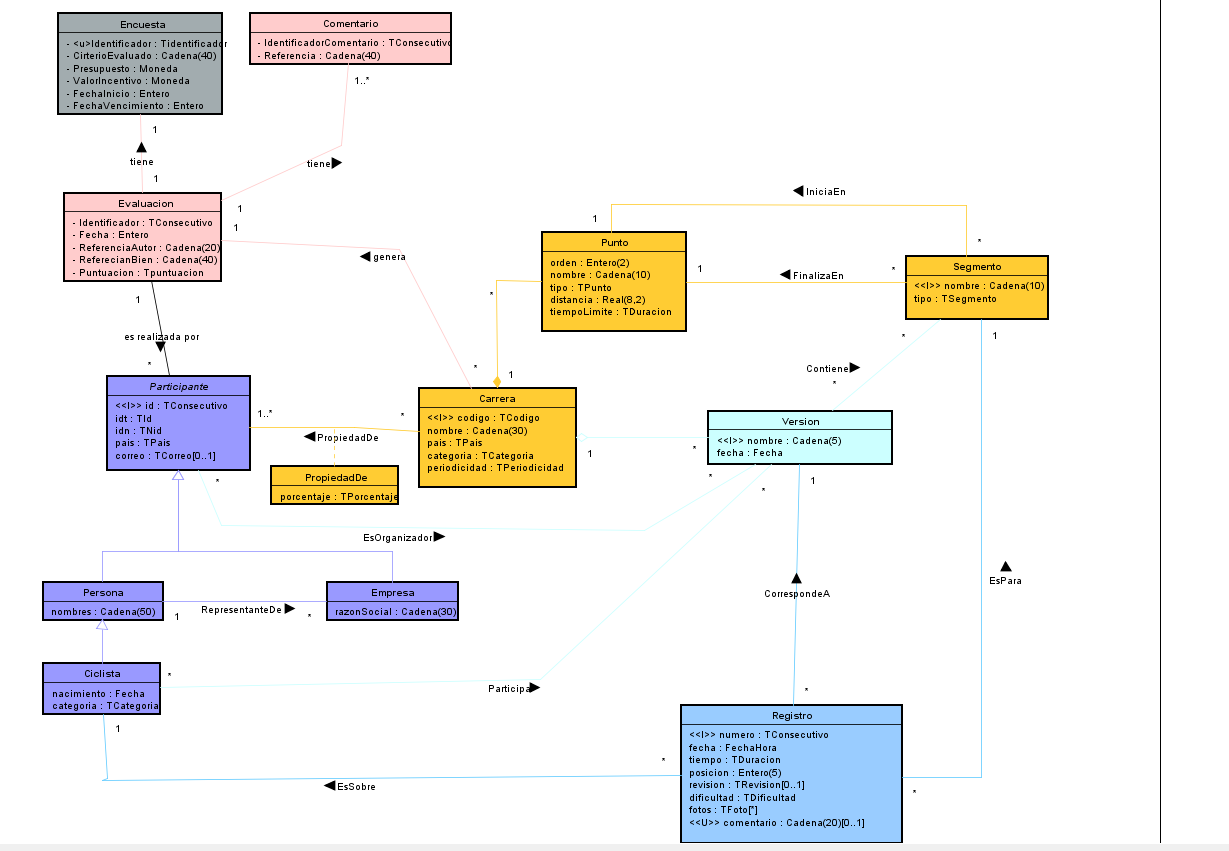 Encuesta
- <u>Identificador : Tidentificador
- CirterioEvaluado : Cadena(40)
- Presupuesto : Moneda
- ValorIncentivo : Moneda
- FechaInicio : Entero
- FechaVencimiento : Entero
Comentario
- IdentificadorComentario : TConsecutivo
- Referencia : Cadena(40)
1..*
1
tiene
1
tiene
1
1
Evaluacion
- Identificador : TConsecutivo
- Fecha : Entero
- ReferenciaAutor : Cadena(20)
- ReferecianBien : Cadena(40)
- Puntuacion : Tpuntuacion
genera
IniciaEn
1
*
Punto
orden : Entero(2)
nombre : Cadena(10)
tipo : TPunto
distancia : Real(8,2)
tiempoLimite : TDuracion
1
FinalizaEn
*
Segmento
<<I>> nombre : Cadena(10)
tipo : TSegmento
1
es realizada por
*
*
*
1
*
1
Contiene
*
Participante
<<I>> id : TConsecutivo
idt : TId
idn : TNid
pais : TPais
correo : TCorreo[0..1]
1..*
*
PropiedadDe
PropiedadDe
porcentaje : TPorcentaje
Carrera
<<I>> codigo : TCodigo
nombre : Cadena(30)
pais : TPais
categoria : TCategoria
periodicidad : TPeriodicidad
1
*
Version
<<I>> nombre : Cadena(5)
fecha : Fecha
*
*
*
1
EsOrganizador
EsPara
CorrespondeA
Persona
nombres : Cadena(50)
1
RepresentanteDe
*
Empresa
razonSocial : Cadena(30)
Ciclista
nacimiento : Fecha
categoria : TCategoria
*
Participa
1
*
Registro
<<I>> numero : TConsecutivo
fecha : FechaHora
tiempo : TDuracion
posicion : Entero(5)
revision : TRevision[0..1]
dificultad : TDificultad
fotos : TFoto[*]
<<U>> comentario : Cadena(20)[0..1]
*
*
EsSobre